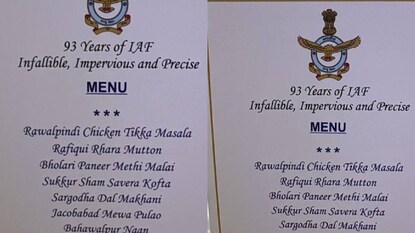 93 Years of IAF
Infallible, Impervious and Precise
MENU
***
Rawalpindi Chicken Tikka Masala
Rafiqui Rhara Mutton
Bholari Paneer Methi Malai
Sukkur Sham Savera Kofta
Sargodha Dal Makhani
Jacobabad Mewa Pulao
Bahawalpur Naan
93 Years of IAF
Infallible, Impervious and Precise
MENU
***
Rawalpindi Chicken Tikka Masala
Rafiqui Rhara Mutton
Bholari Paneer Methi Malai
Sukkur Sham Savera Kofta
Sargodha Dal Makhani